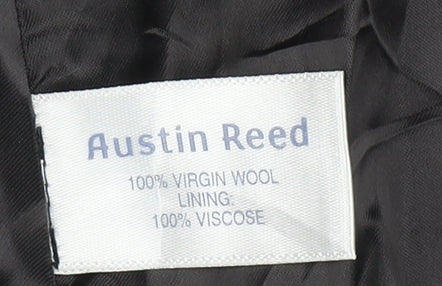 Austin Reed
100% VIRGIN WOOL
LINING:
100% VISCOSE